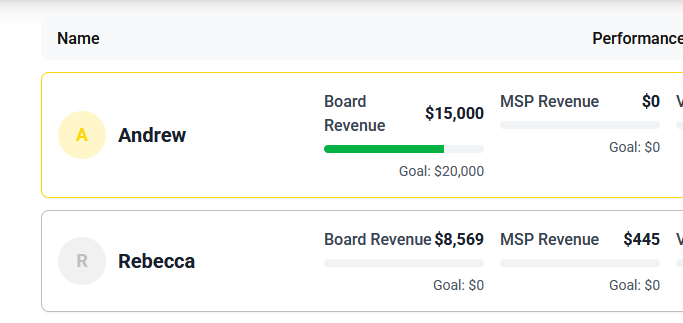 Name Performance
A Andrew Board Revenue $15,000 MSP Revenue $0 V
Goal: $20,000 Goal: $0
R Rebecca Board Revenue $8,569 MSP Revenue $445 V
Goal: $0 Goal: $0